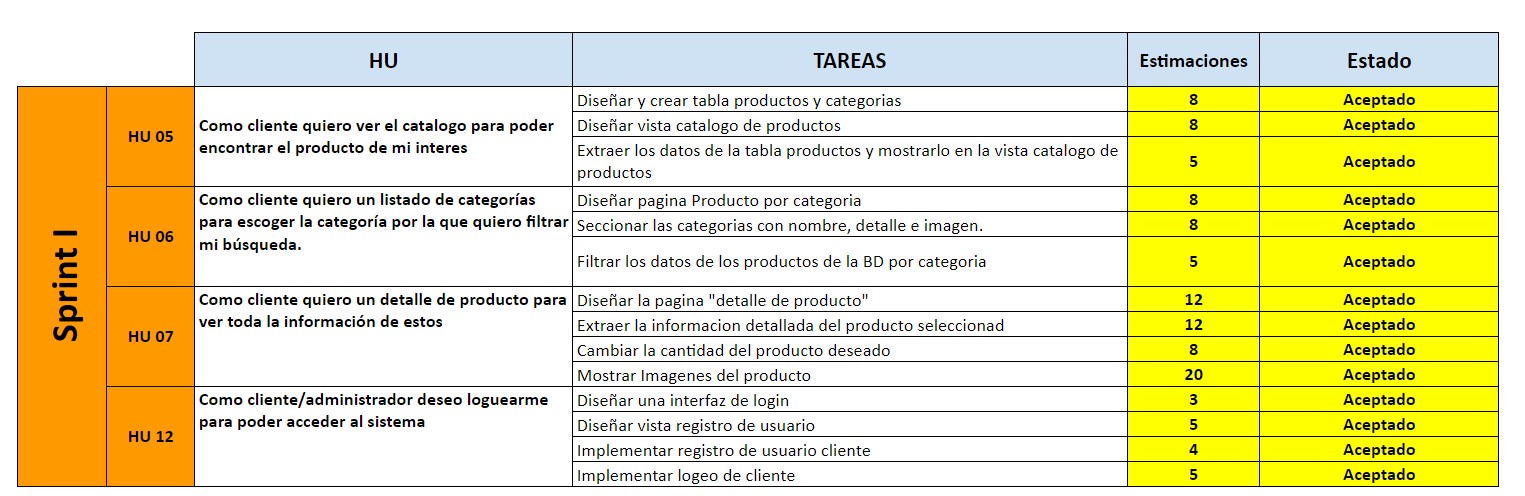 HU TAREAS Estimaciones Estado
Sprint I
HU 05
Como cliente quiero ver el catalogo para poder
encontrar el producto de mi interes
Diseñar y crear tabla productos y categorias 8 Aceptado
Diseñar vista catalogo de productos 8 Aceptado
Extraer los datos de la tabla productos y mostrarlo en la vista catalogo de
productos 5 Aceptado
HU 06
Como cliente quiero un listado de categorías
para escoger la categoría por la que quiero filtrar
mi búsqueda.
Diseñar pagina Producto por categoria 8 Aceptado
Seccionar las categorias con nombre, detalle e imagen. 8 Aceptado
Filtrar los datos de los productos de la BD por categoria 5 Aceptado
HU 07
Como cliente quiero un detalle de producto para
ver toda la información de estos
Diseñar la pagina "detalle de producto" 12 Aceptado
Extraer la informacion detallada del producto seleccionad 12 Aceptado
Cambiar la cantidad del producto deseado 8 Aceptado
Mostrar Imagenes del producto 20 Aceptado
HU 12
Como cliente/administrador deseo loguearme
para poder acceder al sistema
Diseñar una interfaz de login 3 Aceptado
Diseñar vista registro de usuario 5 Aceptado
Implementar registro de usuario cliente 4 Aceptado
Implementar logeo de cliente 5 Aceptado